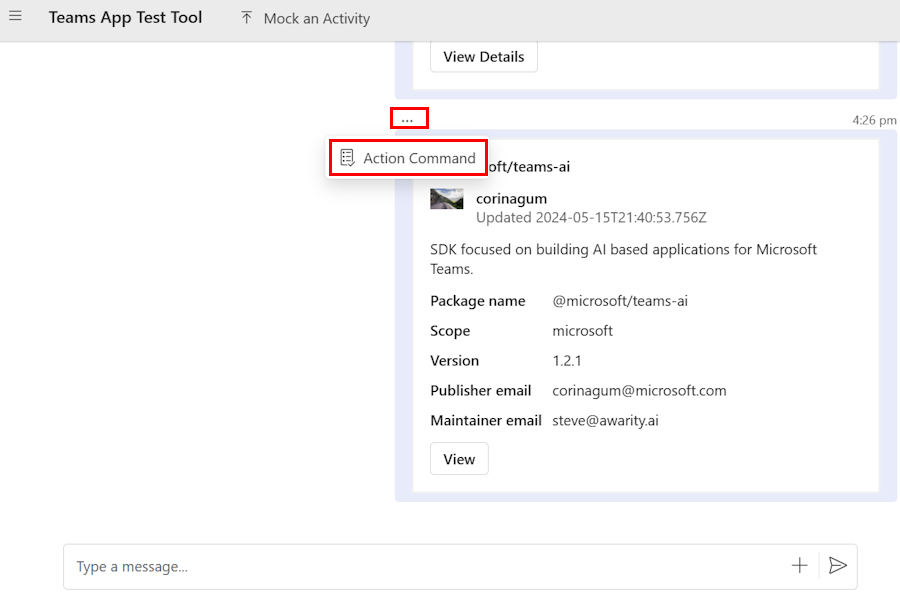 Teams App Test Tool
Mock an Activity
View Details
...
4:26 pm
Action Command
oft/teams-ai
corinagum
Updated 2024-05-15T21:40:53.756Z
SDK focused on building AI based applications for Microsoft
Teams.
Package name @microsoft/teams-ai
Scope microsoft
Version 1.2.1
Publisher email corinagum@microsoft.com
Maintainer email steve@awarity.ai
View
Type a message...